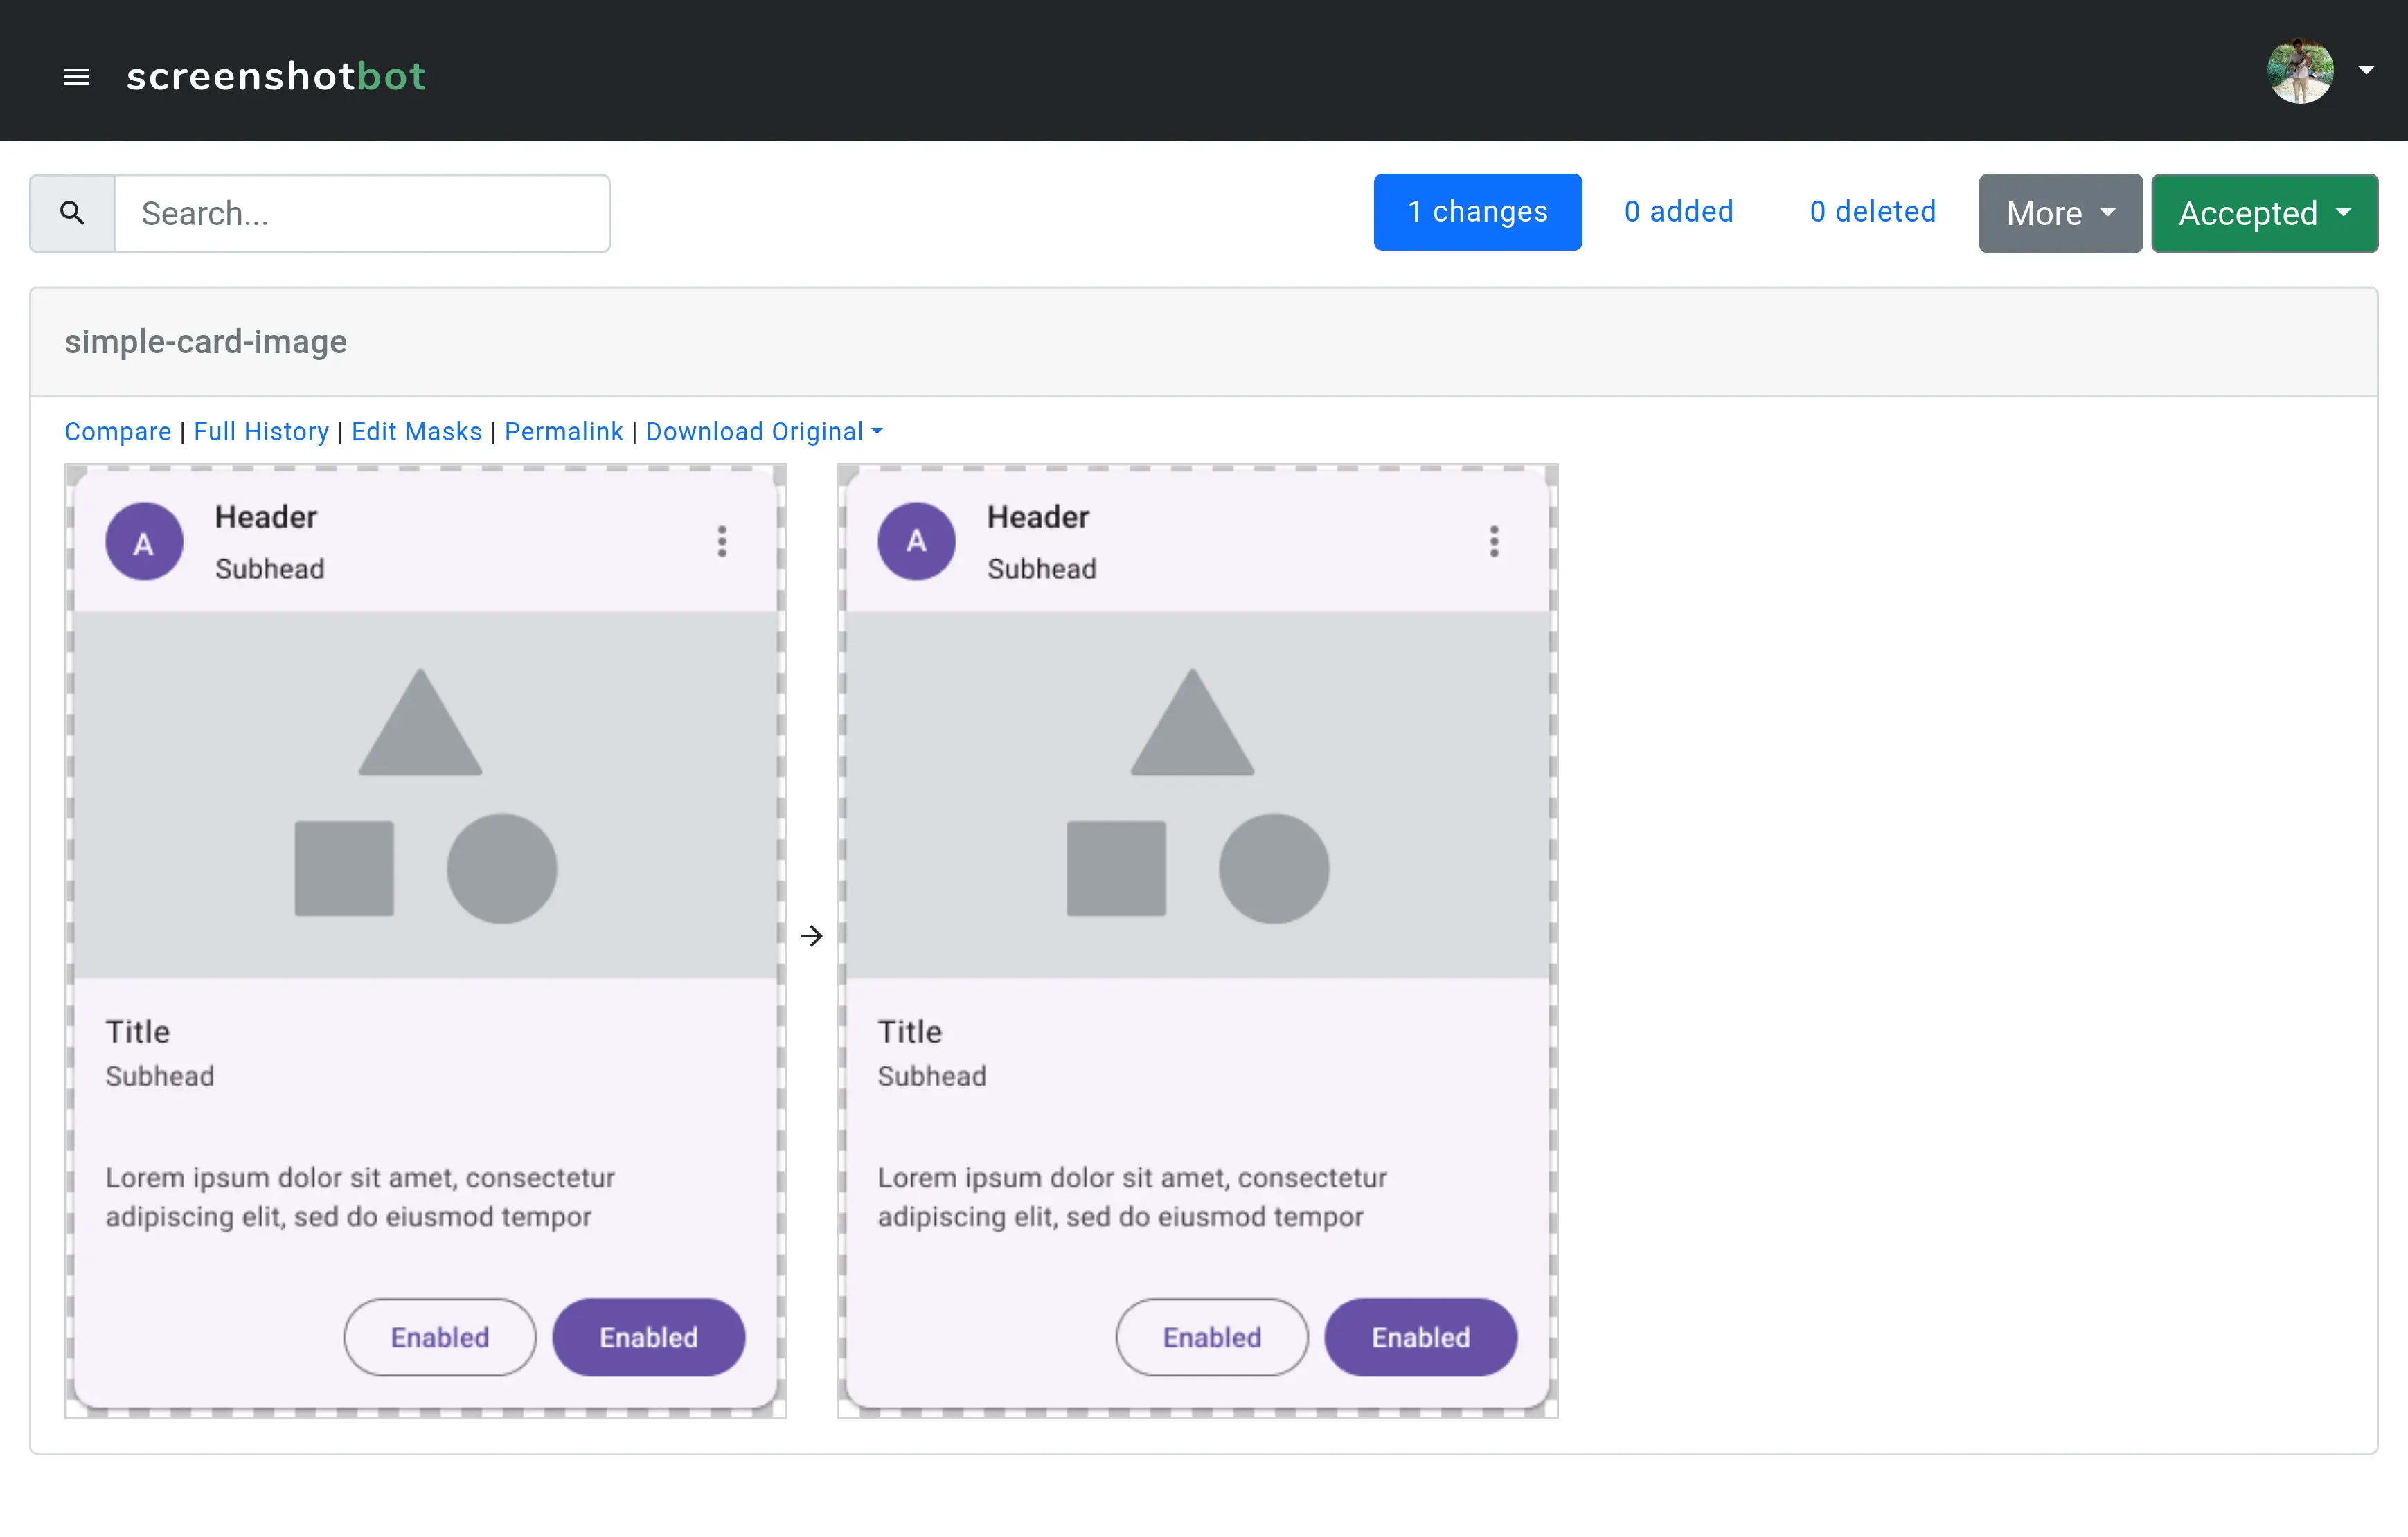 screenshotbot
Search...
1 changes
0 added
0 deleted
More
Accepted
simple-card-image
Compare | Full History | Edit Masks | Permalink | Download Original
A
Header
Subhead
Title
Subhead
Lorem ipsum dolor sit amet, consectetur
adipiscing elit, sed do eiusmod tempor
Enabled
Enabled
A
Header
Subhead
Title
Subhead
Lorem ipsum dolor sit amet, consectetur
adipiscing elit, sed do eiusmod tempor
Enabled
Enabled